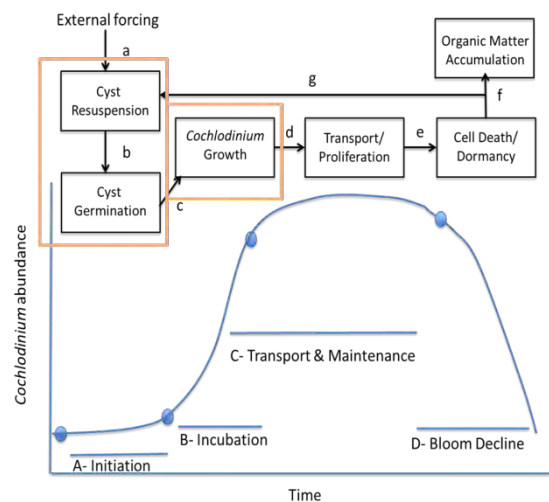 External forcing
a
Organic Matter
Accumulation
g
f
Cyst
Resuspension
b
Cochlodinium
Growth
d
Transport/
Proliferation
e
Cell Death/
Dormancy
Cyst
Germination
c
Cochlodinium abundance
C- Transport & Maintenance
B- Incubation
D- Bloom Decline
A- Initiation
Time